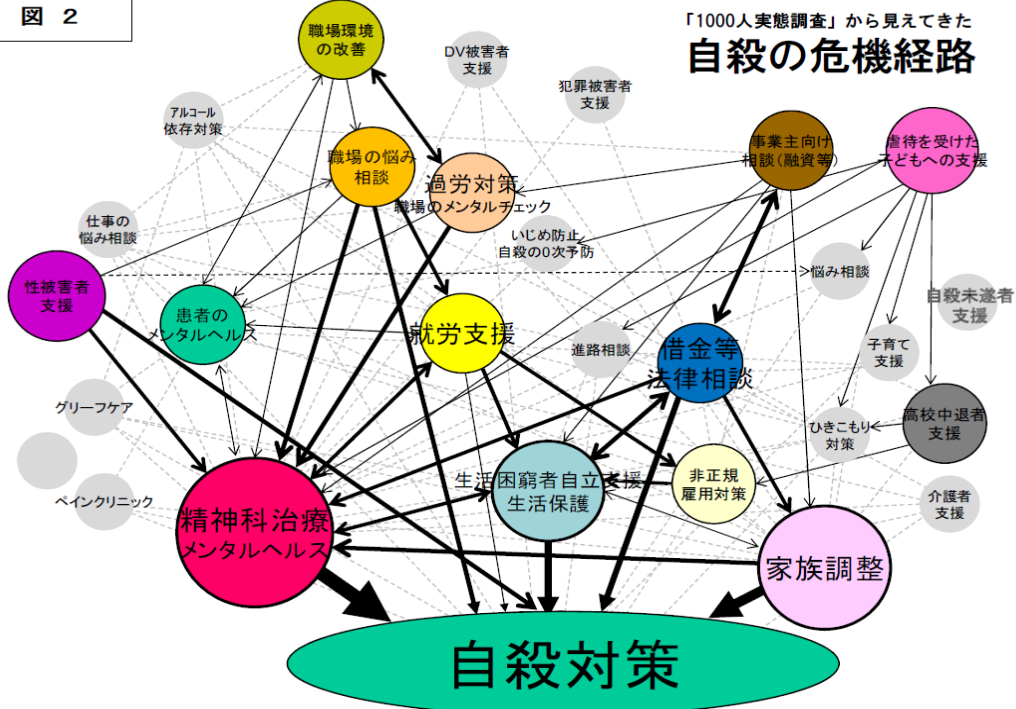 図 2
「1000人実態調査」から見えてきた
自殺の危機経路
職場環境
の改善
DV被害者
支援
犯罪被害者
支援
アルコール
依存対策
職場の悩み
相談
過労対策
職場のメンタルチェック
事業主向け
相談(融資等)
虐待を受けた
子どもへの支援
仕事の
悩み相談
いじめ防止
自殺の0次予防
悩み相談
性被害者
支援
患者の
メンタルヘルス
就労支援
進路相談
借金等
法律相談
自殺未遂者
支援
子育て
支援
グリーフケア
ひきこもり
対策
高校中退者
支援
ペインクリニック
生活困窮者自立支援
生活保護
非正規
雇用対策
介護者
支援
精神科治療
メンタルヘルス
家族調整
自殺対策